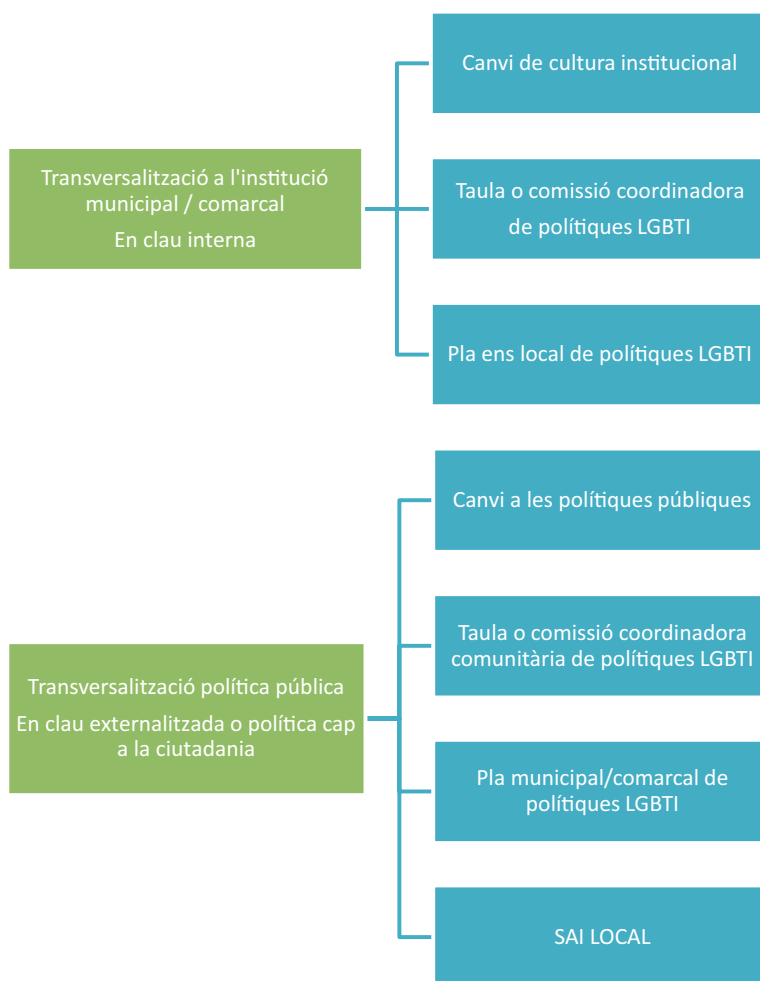 Canvi de cultura institucional
Transversalització a l'institució
municipal / comarcal
En clau interna
Taula o comissió coordinadora
de polítiques LGBTI
Pla ens local de polítiques LGBTI
Canvi a les polítiques públiques
Taula o comissió coordinadora
comunitària de polítiques LGBTI
Transversalització política pública
En clau externalitzada o política cap
a la ciutadania
Pla municipal/comarcal de
polítiques LGBTI
SAI LOCAL